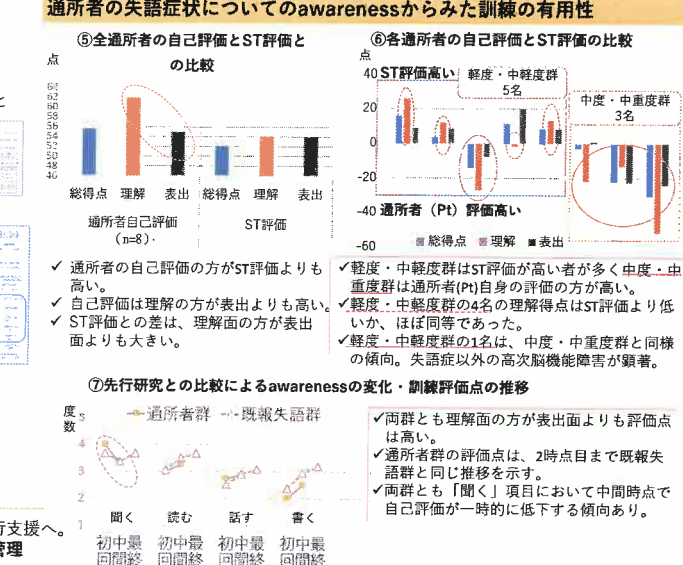 通所者の失語症状についてのawarenessからみた訓練の有用性
⑤全通所者の自己評価とST評価と
の比較
点
64
62
60
58
56
54
52
50
48
46
総得点 理解 表出 総得点 理解 表出
通所者自己評価
(n=8)・
ST評価
✓ 通所者の自己評価の方がST評価よりも
高い。
✓ 自己評価は理解の方が表出よりも高い。
✓ ST評価との差は、理解面の方が表出
面よりも大きい。
⑥各通所者の自己評価とST評価の比較
点
40
20
0
-20
-40
-60
ST評価高い
軽度・中軽度群
5名
中度・中重度群
3名
通所者（Pt）評価高い
総得点 理解 表出
✓軽度・中軽度群はST評価が高い者が多く中度・中
重度群は通所者(Pt)自身の評価の方が高い。
✓軽度・中軽度群の4名の理解得点はST評価より低
いか、ほぼ同等であった。
✓軽度・中軽度群の1名は、中度・中重度群と同様
の傾向。失語症以外の高次脳機能障害が顕著。
⑦先行研究との比較によるawarenessの変化・訓練評価点の推移
度
数
5
4
3
2
1
通所者群 既報失語群
聞く 読む 話す 書く
初中最 初中最 初中最 初中最
回間終 回間終 回間終 回間終
✓両群とも理解面の方が表出面よりも評価点
は高い。
✓通所者群の評価点は、2時点目まで既報失
語群と同じ推移を示す。
✓両群とも「聞く」項目において中間時点で
自己評価が一時的に低下する傾向あり。
と
行支援へ。
管理